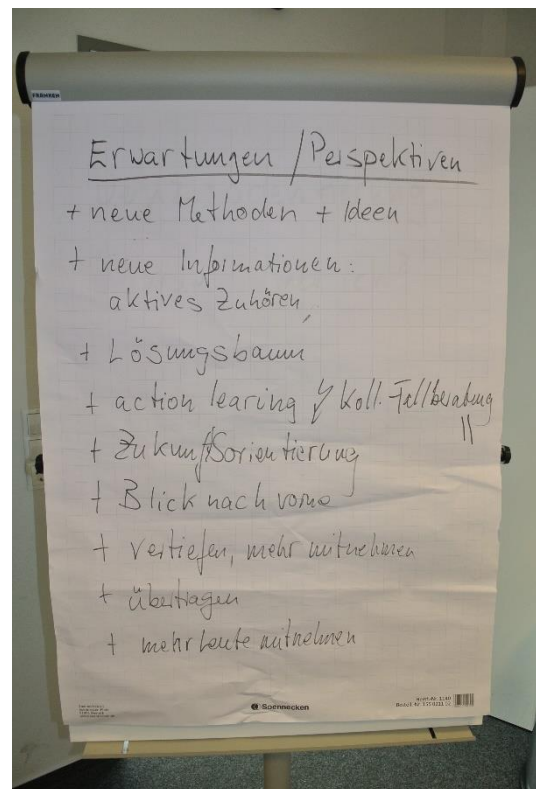 FRANKEN
Erwartungen / Perspektiven
+ neue Methoden + Ideen
+ neue Informationen:
aktives Zuhören,
+ Lösungsbaum
+ action learing Koll. Fallberatung
+ Zukunftsorientierung
+ Blick nach vorne
+ vertiefen, mehr mitnehmen
+ übertragen
+ mehr Leute mitnehmen
Soennecken